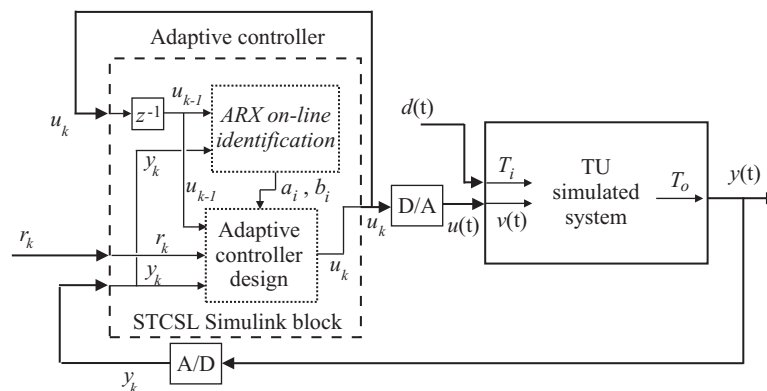 Adaptive controller
u_k
z^-1
u_k-1
ARX on-line
identification
y_k
u_k-1
a_i , b_i
d(t)
T_i
TU
simulated
system
T_o
y(t)
v(t)
D/A
u_k
u(t)
r_k
r_k
y_k
Adaptive
controller
design
u_k
STCSL Simulink block
y_k
A/D